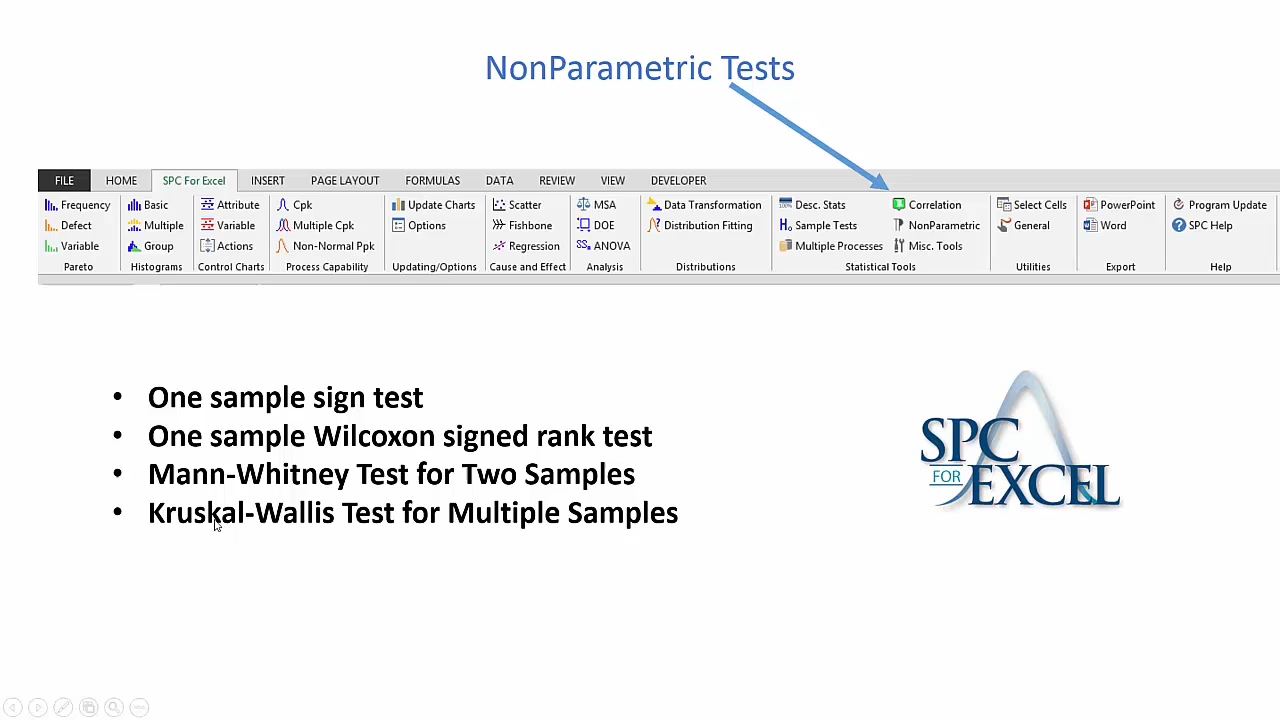 NonParametric Tests
FILE HOME SPC For Excel INSERT PAGE LAYOUT FORMULAS DATA REVIEW VIEW DEVELOPER
Frequency Basic Attribute Cpk Update Charts Scatter MSA Data Transformation Desc. Stats Correlation Select Cells PowerPoint Program Update
Defect Multiple Variable Multiple Cpk Options Fishbone DOE Distribution Fitting Sample Tests NonParametric General Word SPC Help
Variable Group Actions Non-Normal Ppk Regression ANOVA Multiple Processes Misc. Tools
Pareto Histograms Control Charts Process Capability Updating/Options Cause and Effect Analysis Distributions Statistical Tools Utilities Export Help
• One sample sign test
• One sample Wilcoxon signed rank test
• Mann-Whitney Test for Two Samples
• Kruskal-Wallis Test for Multiple Samples
SPC
FOR EXCEL